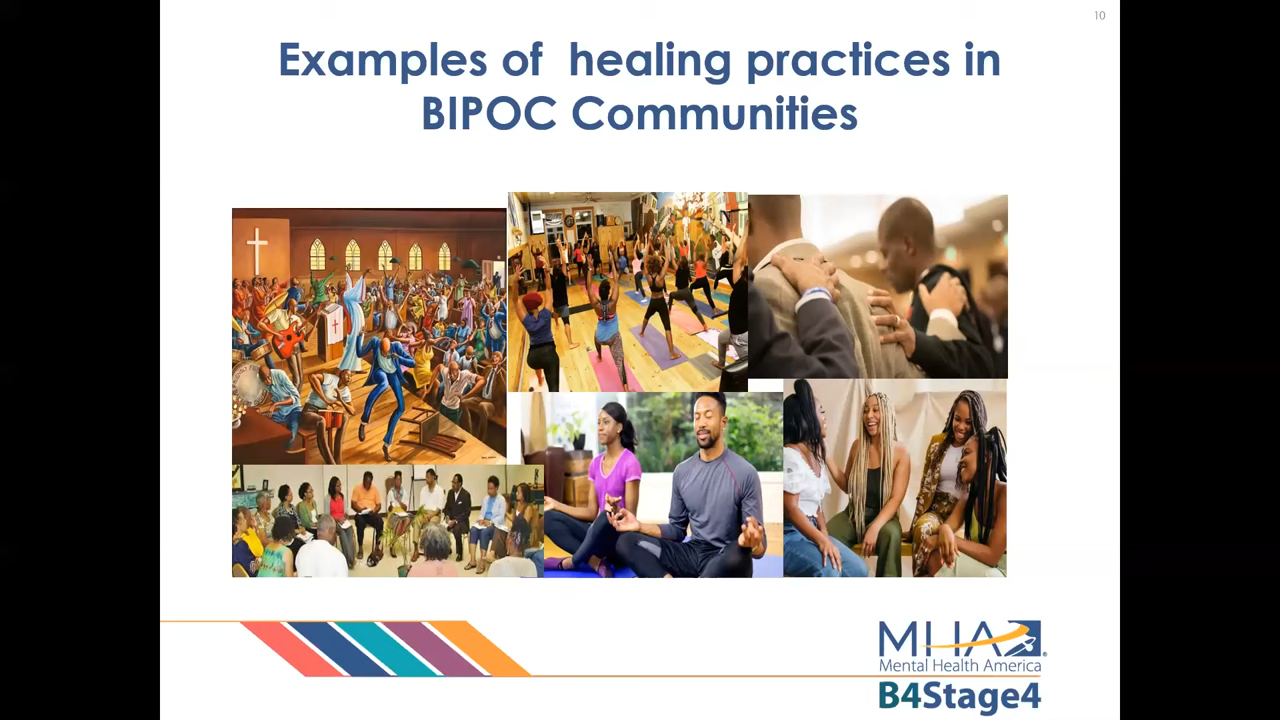 10
Examples of  healing practices in
BIPOC Communities
MHA
Mental Health America
B4Stage4